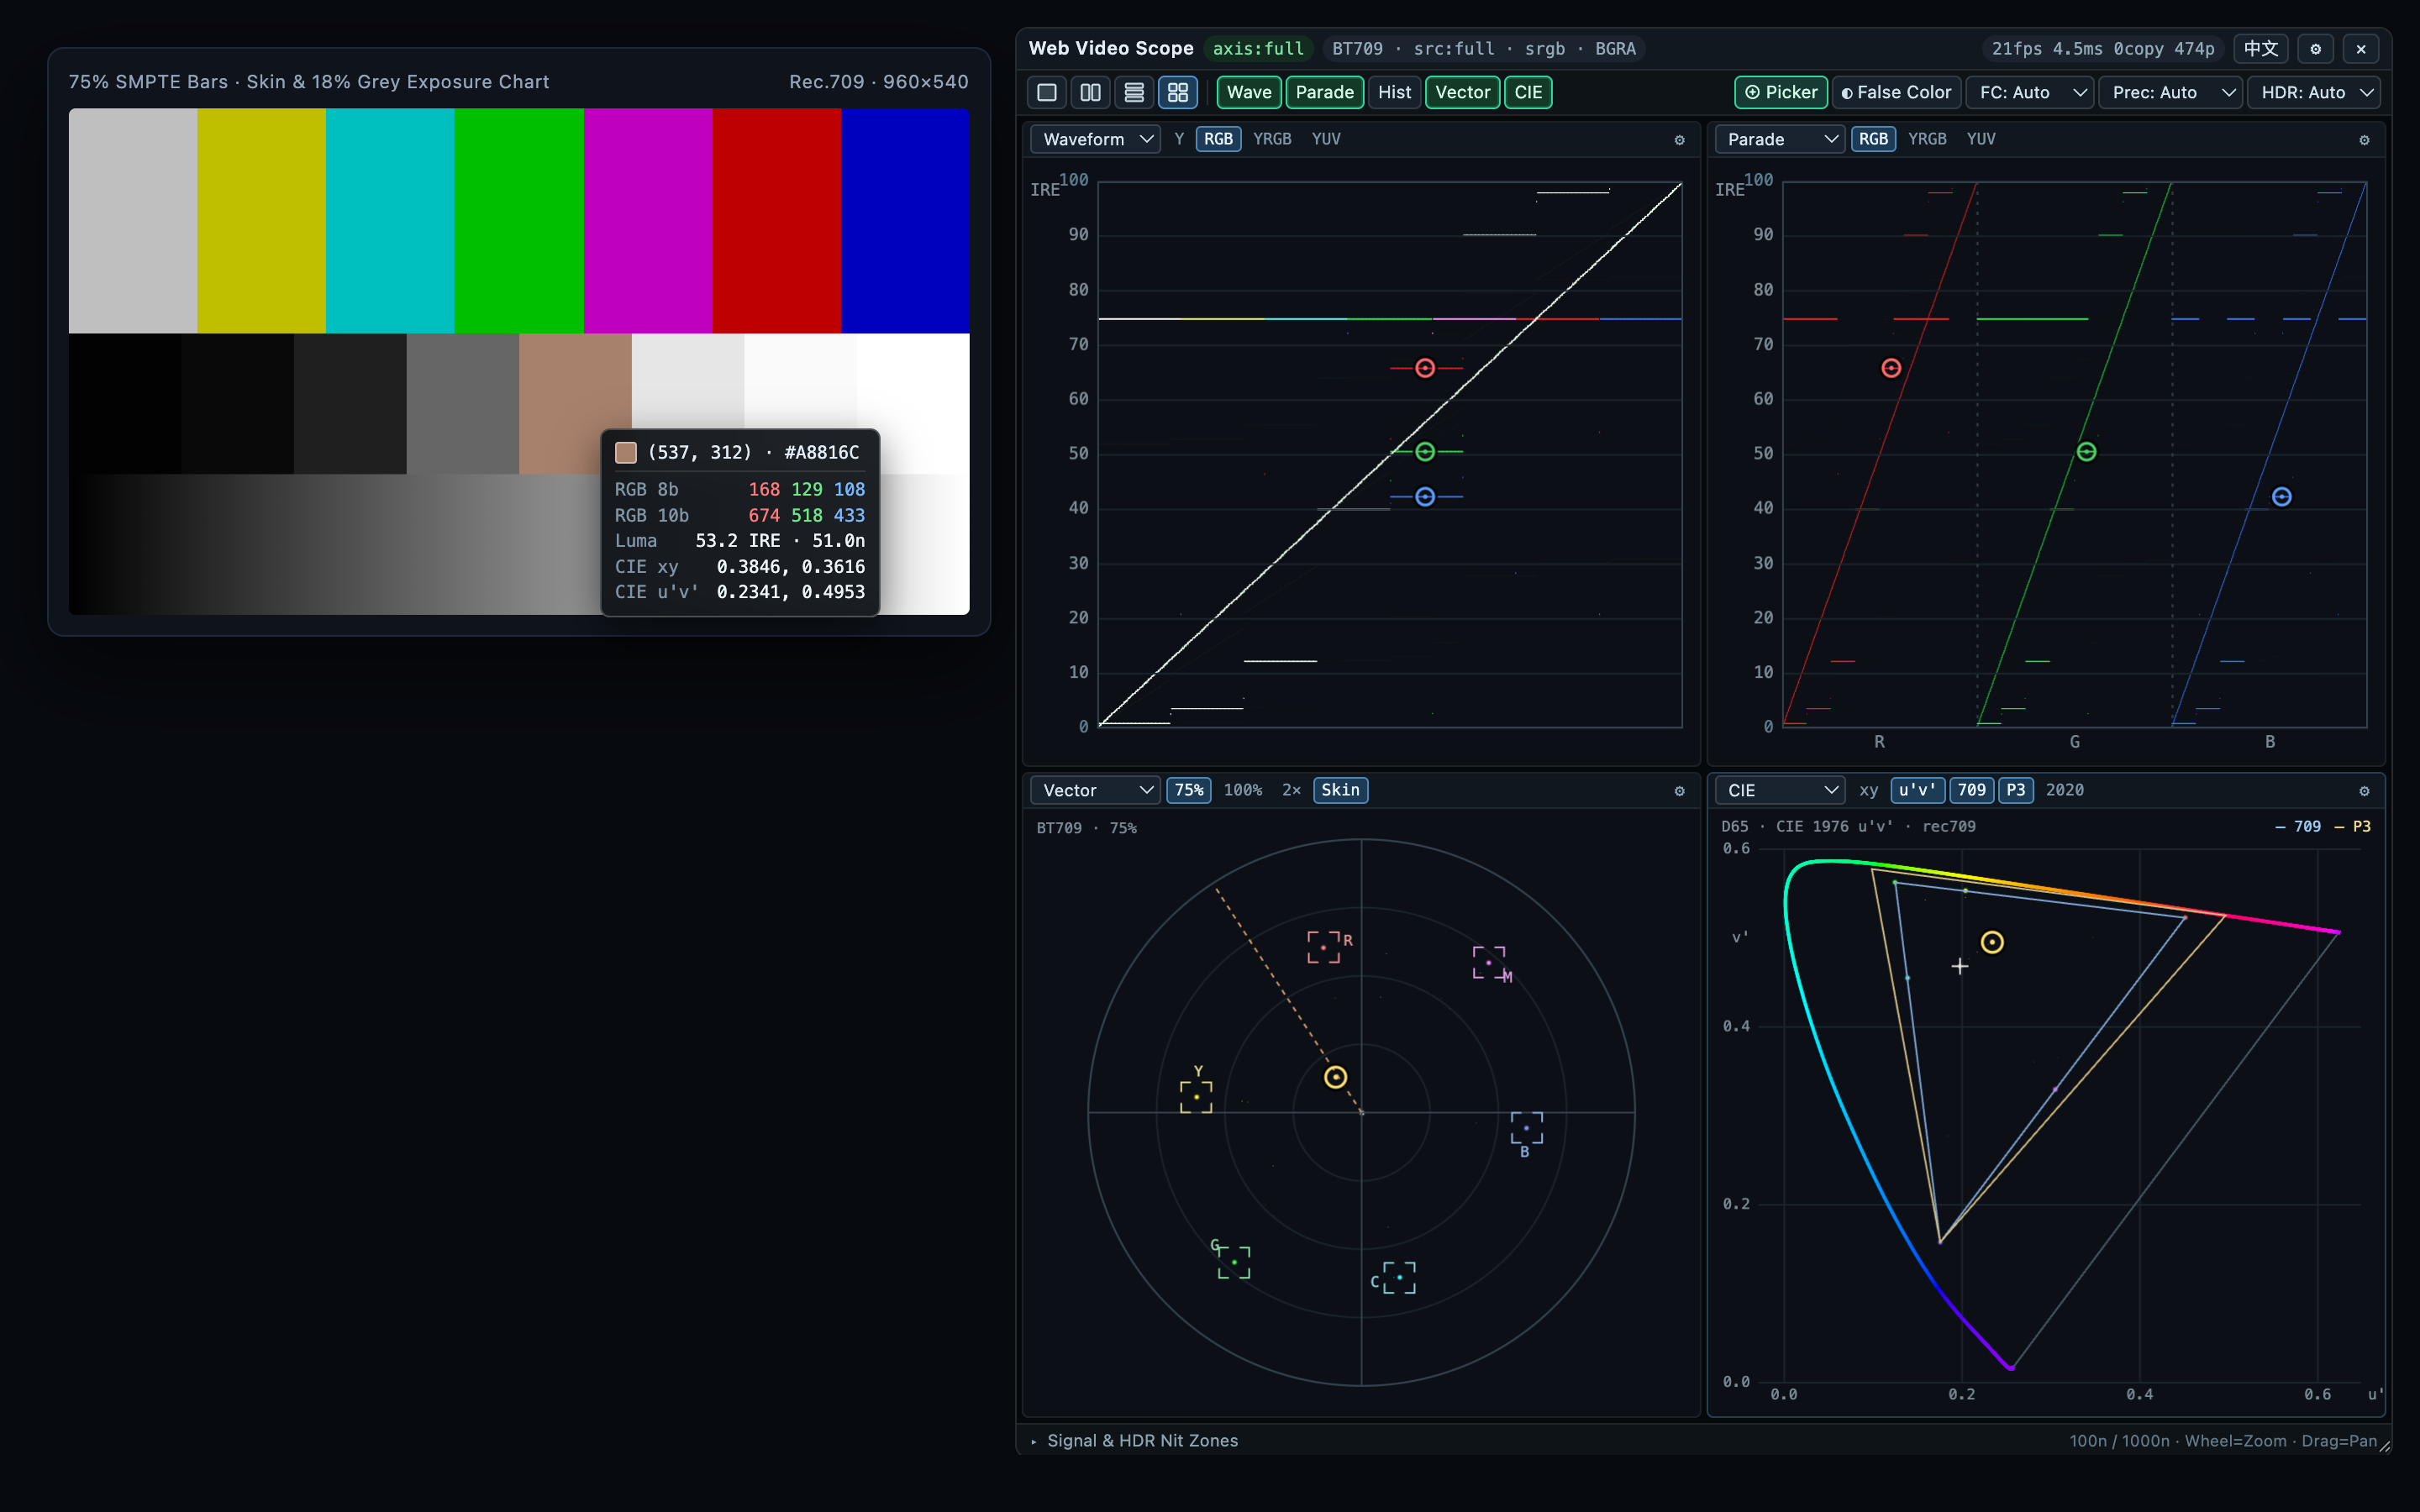 75% SMPTE Bars · Skin & 18% Grey Exposure Chart
Rec.709 · 960×540
(537, 312) · #A8816C
RGB 8b 168 129 108
RGB 10b 674 518 433
Luma 53.2 IRE · 51.0n
CIE xy 0.3846, 0.3616
CIE u'v' 0.2341, 0.4953
Web Video Scope axis:full BT709 · src:full · srgb · BGRA
21fps 4.5ms 0copy 474p 中文 ⚙ ×
Wave Parade Hist Vector CIE
Picker False Color FC: Auto Prec: Auto HDR: Auto
Waveform Y RGB YRGB YUV
IRE
100
90
80
70
60
50
40
30
20
10
0
Parade RGB YRGB YUV
IRE
100
90
80
70
60
50
40
30
20
10
0
R G B
Vector 75% 100% 2× Skin
BT709 · 75%
R
M
Y
B
G
C
CIE xy u'v' 709 P3 2020
D65 · CIE 1976 u'v' · rec709
— 709 — P3
0.6
v'
0.4
0.2
0.0
0.0 0.2 0.4 0.6 u'
Signal & HDR Nit Zones
100n / 1000n · Wheel=Zoom · Drag=Pan